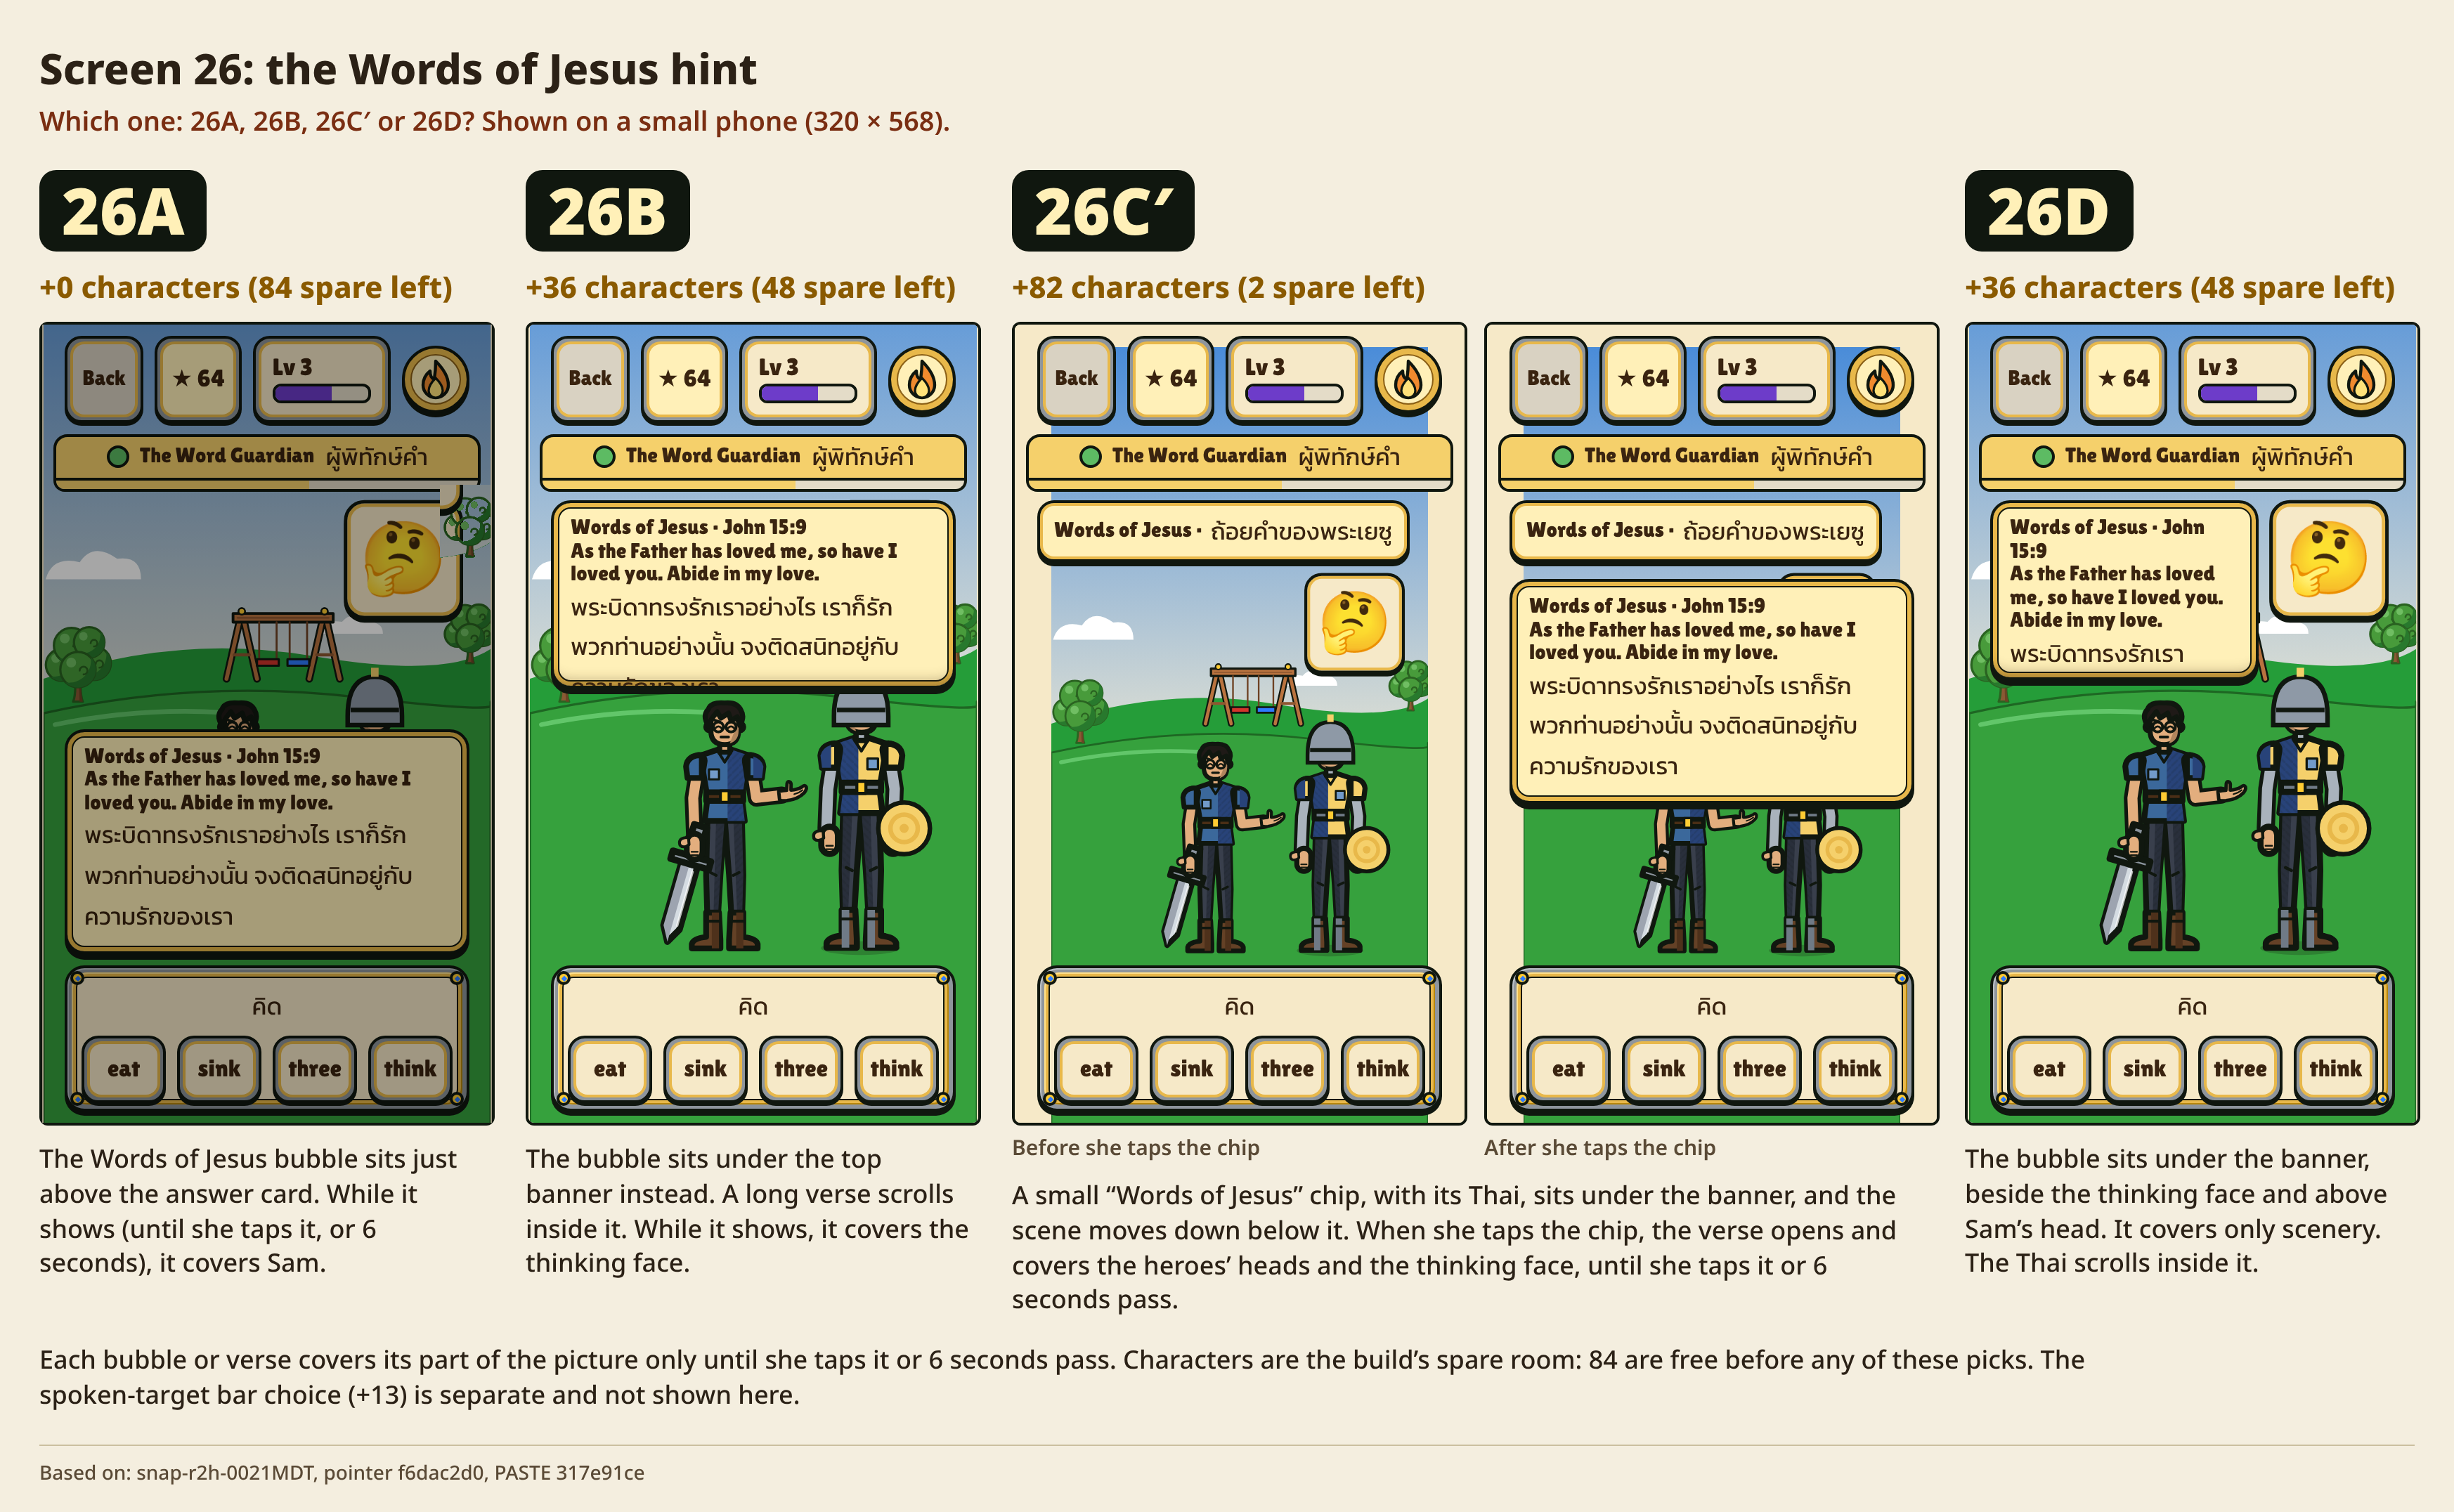 Screen 26: the Words of Jesus hint
Which one: 26A, 26B, 26C′ or 26D? Shown on a small phone (320 × 568).
26A
+0 characters (84 spare left)
Back
★ 64
Lv 3
The Word Guardian ผู้พิทักษ์คำ
Words of Jesus · John 15:9
As the Father has loved me, so have I
loved you. Abide in my love.
พระบิดาทรงรักเราอย่างไร เราก็รัก
พวกท่านอย่างนั้น จงติดสนิทอยู่กับ
ความรักของเรา
คิด
eat
sink
three
think
The Words of Jesus bubble sits just
above the answer card. While it
shows (until she taps it, or 6
seconds), it covers Sam.
26B
+36 characters (48 spare left)
Back
★ 64
Lv 3
The Word Guardian ผู้พิทักษ์คำ
Words of Jesus · John 15:9
As the Father has loved me, so have I
loved you. Abide in my love.
พระบิดาทรงรักเราอย่างไร เราก็รัก
พวกท่านอย่างนั้น จงติดสนิทอยู่กับ
คิด
eat
sink
three
think
The bubble sits under the top
banner instead. A long verse scrolls
inside it. While it shows, it covers the
thinking face.
26C′
+82 characters (2 spare left)
Back
★ 64
Lv 3
The Word Guardian ผู้พิทักษ์คำ
Words of Jesus · ถ้อยคำของพระเยซู
คิด
eat
sink
three
think
Before she taps the chip
Back
★ 64
Lv 3
The Word Guardian ผู้พิทักษ์คำ
Words of Jesus · ถ้อยคำของพระเยซู
Words of Jesus · John 15:9
As the Father has loved me, so have I
loved you. Abide in my love.
พระบิดาทรงรักเราอย่างไร เราก็รัก
พวกท่านอย่างนั้น จงติดสนิทอยู่กับ
ความรักของเรา
คิด
eat
sink
three
think
After she taps the chip
A small “Words of Jesus” chip, with its Thai, sits under the banner, and the
scene moves down below it. When she taps the chip, the verse opens and
covers the heroes’ heads and the thinking face, until she taps it or 6
seconds pass.
26D
+36 characters (48 spare left)
Back
★ 64
Lv 3
The Word Guardian ผู้พิทักษ์คำ
Words of Jesus · John
15:9
As the Father has loved
me, so have I loved you.
Abide in my love.
พระบิดาทรงรักเรา
คิด
eat
sink
three
think
The bubble sits under the banner,
beside the thinking face and above
Sam’s head. It covers only scenery.
The Thai scrolls inside it.
Each bubble or verse covers its part of the picture only until she taps it or 6 seconds pass. Characters are the build’s spare room: 84 are free before any of these picks. The
spoken-target bar choice (+13) is separate and not shown here.
Based on: snap-r2h-0021MDT, pointer f6dac2d0, PASTE 317e91ce